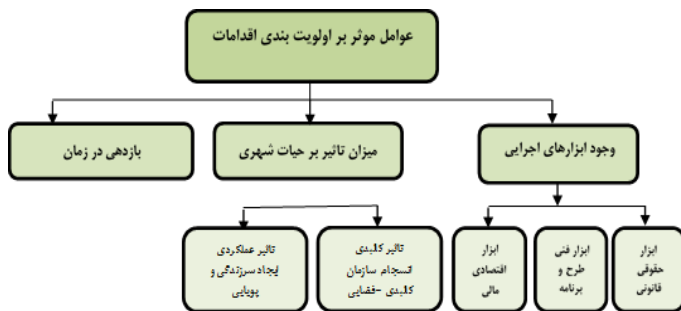 عوامل موثر بر اولویت بندی اقدامات
وجود ابزارهای اجرایی
میزان تاثیر بر حیات شهری
بازدهی در زمان
ابزار
حقوقی
قانونی
ابزار فنی
طرح و
برنامه
ابزار
اقتصادی
مالی
تاثیر کالبدی
انسجام سازمان
کالبدی -فضایی
تاثیر عملکردی
ایجاد سرزندگی و
پویایی